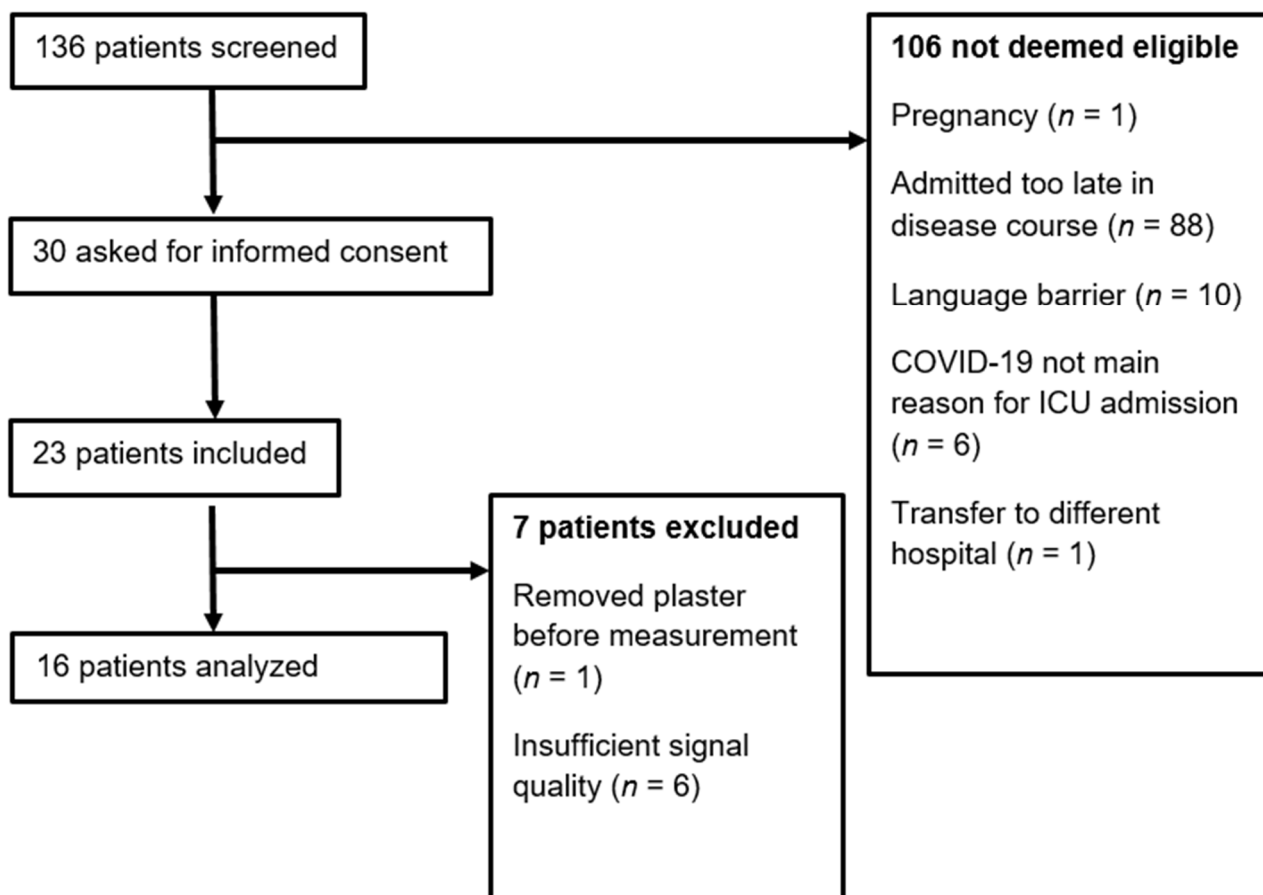 136 patients screened
106 not deemed eligible
Pregnancy (n = 1)
Admitted too late in
disease course (n = 88)
Language barrier (n = 10)
COVID-19 not main
reason for ICU admission
(n = 6)
Transfer to different
hospital (n = 1)
30 asked for informed consent
23 patients included
7 patients excluded
Removed plaster
before measurement
(n = 1)
Insufficient signal
quality (n = 6)
16 patients analyzed